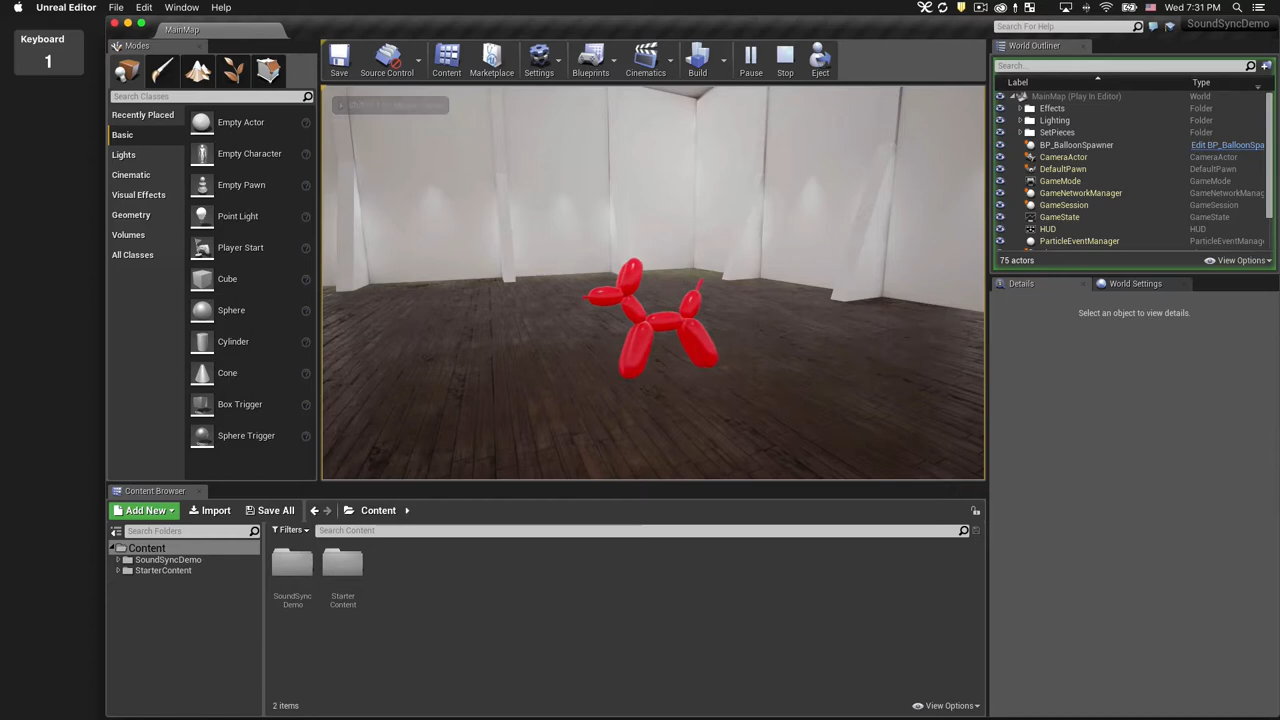 Unreal Editor File Edit Window Help
Wed 7:31 PM
MainMap
SoundSyncDemo
Keyboard
1
Modes
Search Classes
Recently Placed
Basic
Lights
Cinematic
Visual Effects
Geometry
Volumes
All Classes
Empty Actor
Empty Character
Empty Pawn
Point Light
Player Start
Cube
Sphere
Cylinder
Cone
Box Trigger
Sphere Trigger
Save Source Control Content Marketplace Settings Blueprints Cinematics Build Pause Stop Eject
Search For Help
World Outliner
Search...
Label Type
MainMap (Play In Editor) World
Effects Folder
Lighting Folder
SetPieces Folder
BP_BalloonSpawner Edit BP_BalloonSpa
CameraActor CameraActor
DefaultPawn DefaultPawn
GameMode GameMode
GameNetworkManager GameNetworkManag
GameSession GameSession
GameState GameState
HUD HUD
ParticleEventManager ParticleEventManage
75 actors View Options
Details World Settings
Select an object to view details.
Content Browser
Add New Import Save All Content
Search Folders Filters Search Content
Content
SoundSyncDemo
StarterContent
SoundSync
Demo
Starter
Content
2 items View Options